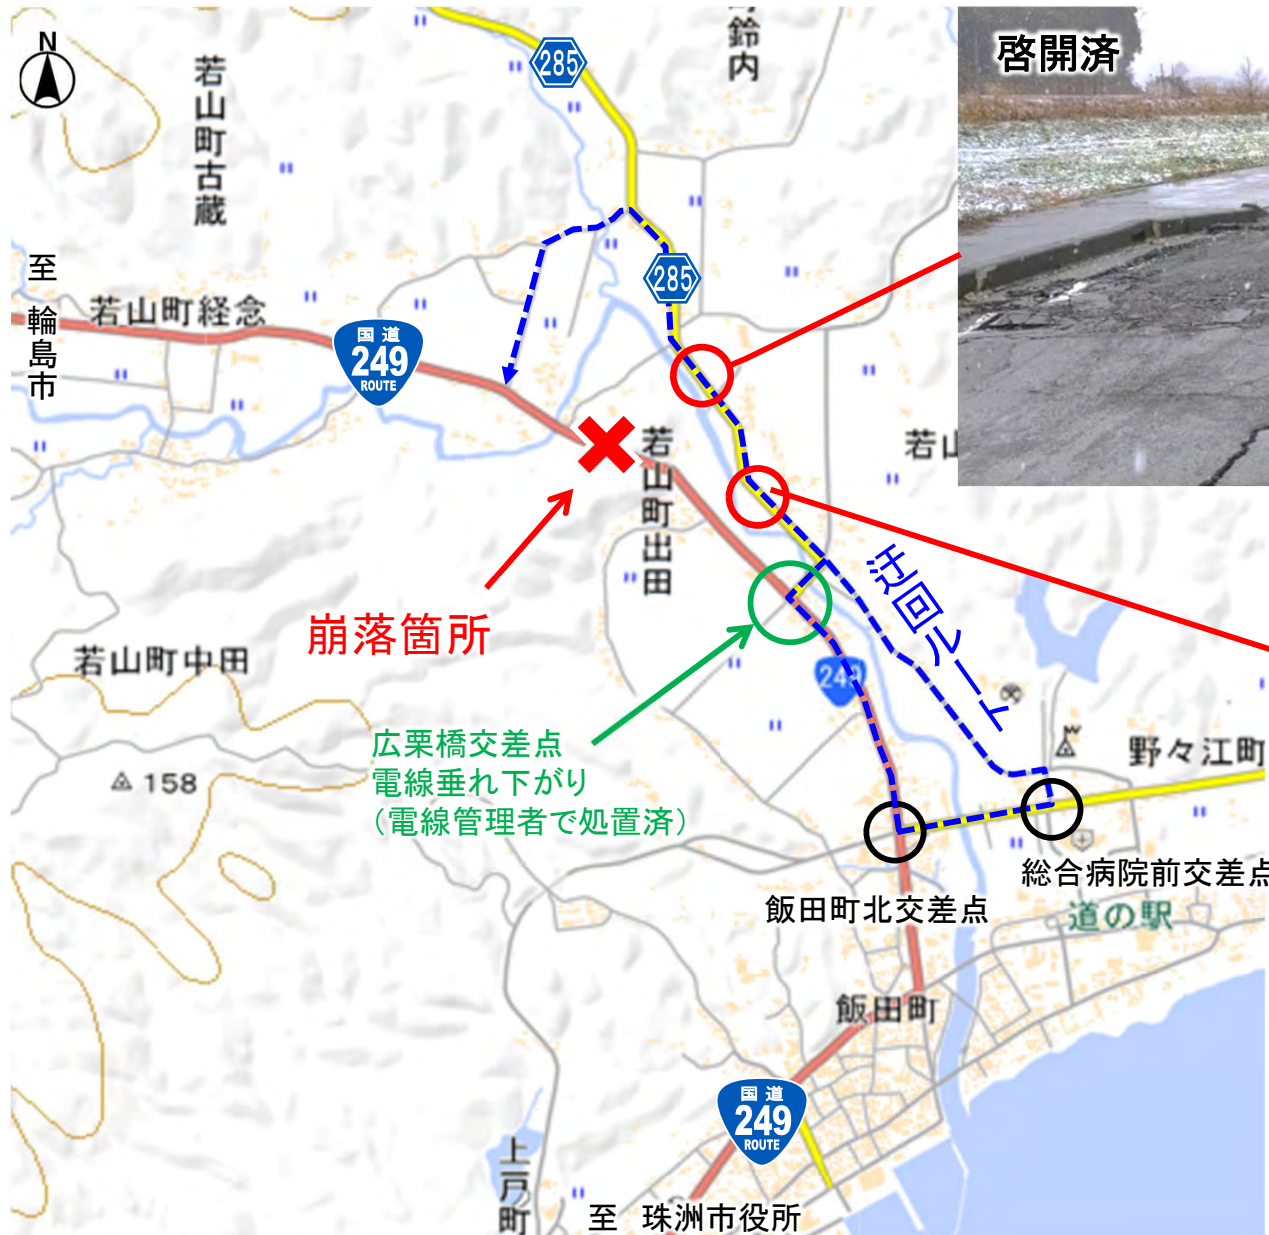 N
285
鈴内
啓開済
若山町古蔵
至 輪島市
若山町経念
国道
249
ROUTE
285
若山町出田
若山
崩落箇所
迂回ルート
若山町中田
249
158
広栗橋交差点
電線垂れ下がり
（電線管理者で処置済）
野々江町
総合病院前交差点
飯田町北交差点
道の駅
飯田町
国道
249
ROUTE
上戸町
至 珠洲市役所